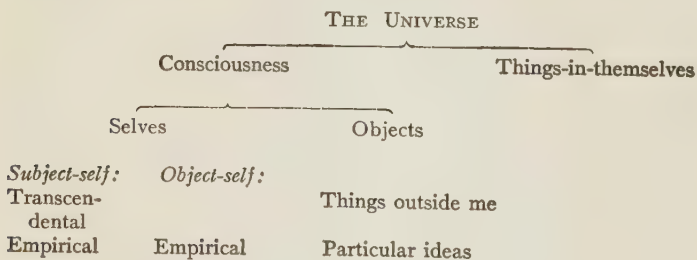 THE UNIVERSE
Consciousness Things-in-themselves
Selves Objects
Subject-self: Object-self:
Transcen- Things outside me
dental
Empirical Empirical Particular ideas